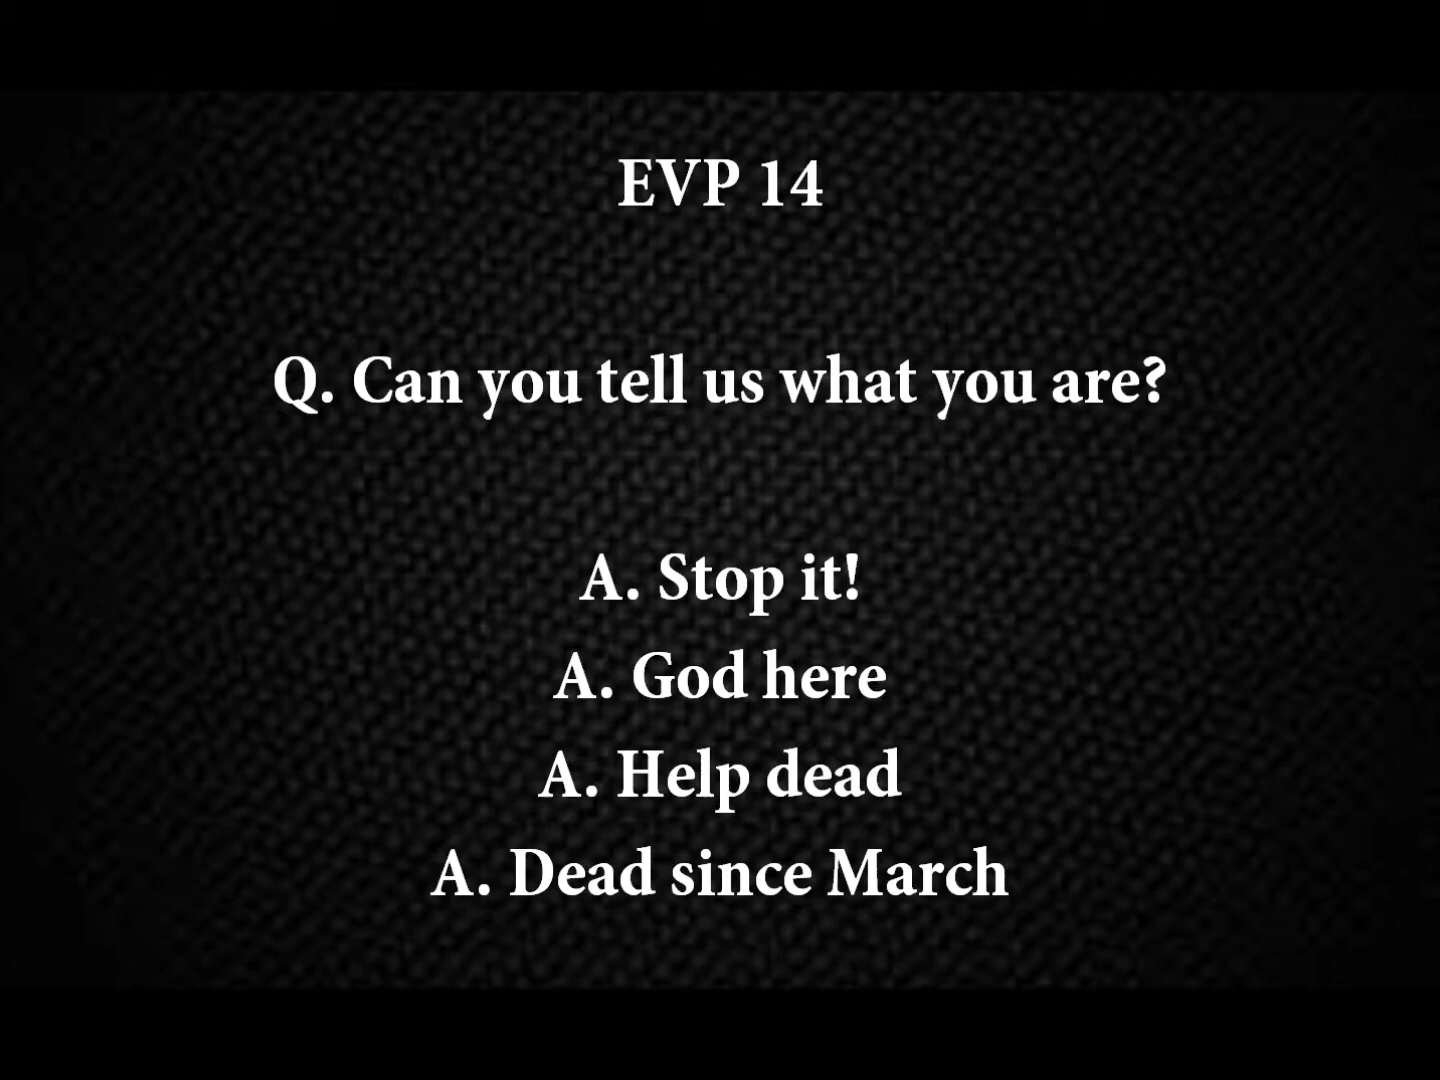 EVP 14
Q. Can you tell us what you are?
A. Stop it!
A. God here
A. Help dead
A. Dead since March